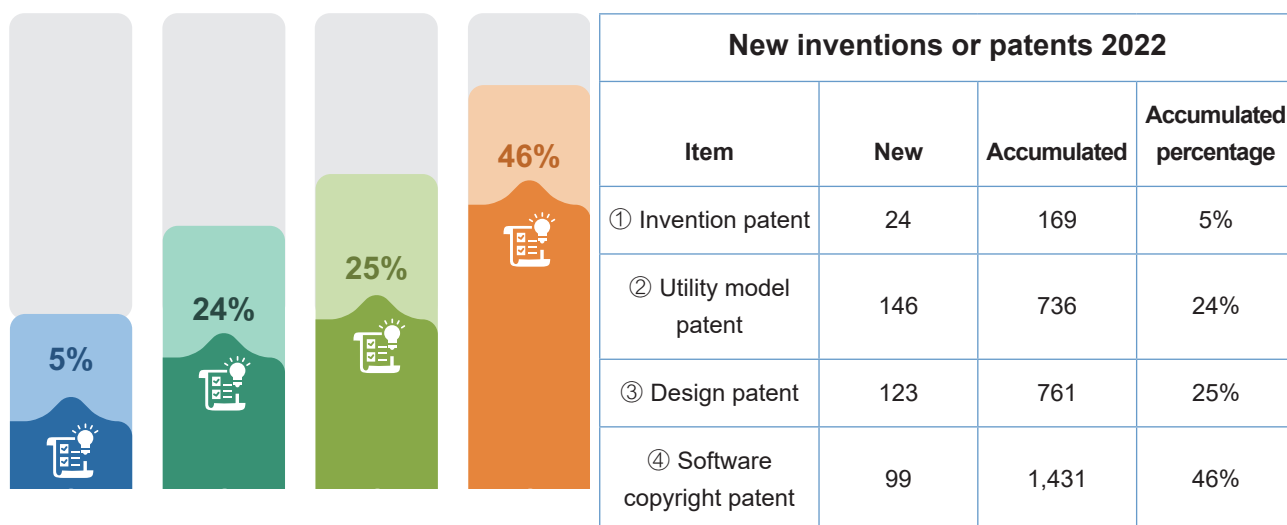 5%
24%
25%
46%
New inventions or patents 2022
Item New Accumulated Accumulated percentage
① Invention patent 24 169 5%
② Utility model patent 146 736 24%
③ Design patent 123 761 25%
④ Software copyright patent 99 1,431 46%